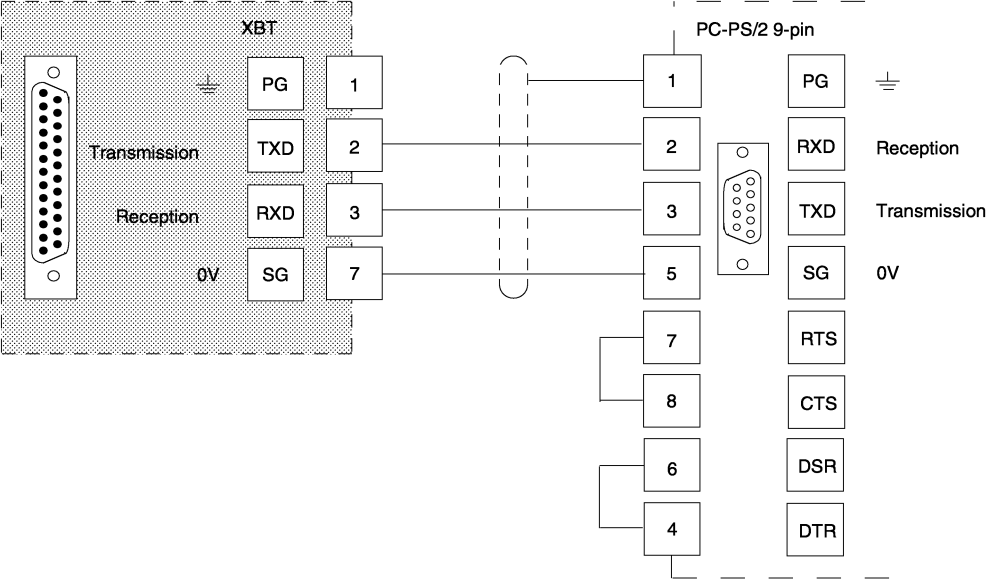 XBT PC-PS/2 9-pin
PG 1 1 PG
Transmission TXD 2 2 RXD Reception
Reception RXD 3 3 TXD Transmission
0V SG 7 5 SG 0V
7 RTS
8 CTS
6 DSR
4 DTR